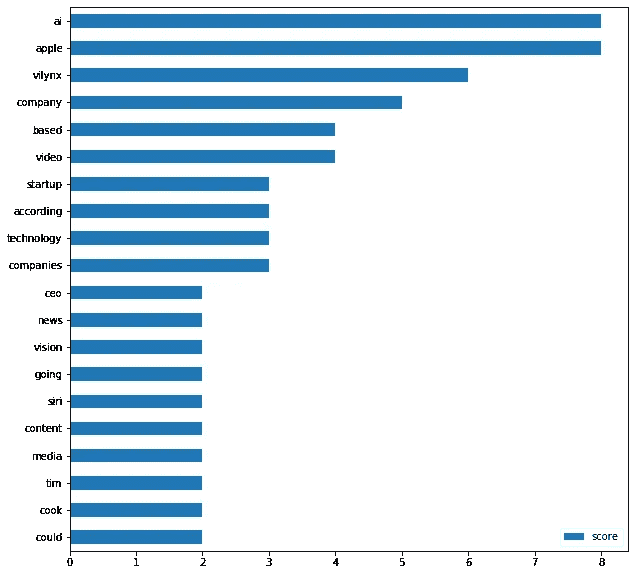 ai
apple
vilynx
company
based
video
startup
according
technology
companies
ceo
news
vision
going
siri
content
media
tim
cook
could
score
0 1 2 3 4 5 6 7 8